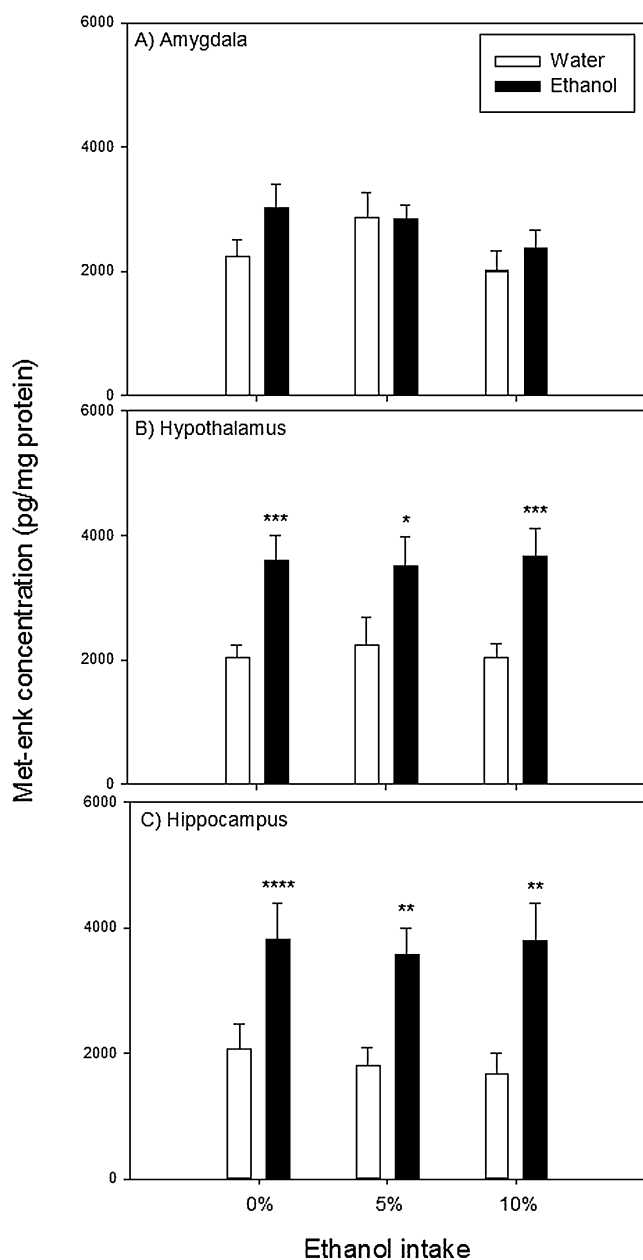 6000
A) Amygdala
Water
Ethanol
4000
2000
0
6000
B) Hypothalamus
*** * ***
4000
2000
0
6000
C) Hippocampus
**** ** **
4000
2000
0
Met-enk concentration (pg/mg protein)
0% 5% 10%
Ethanol intake